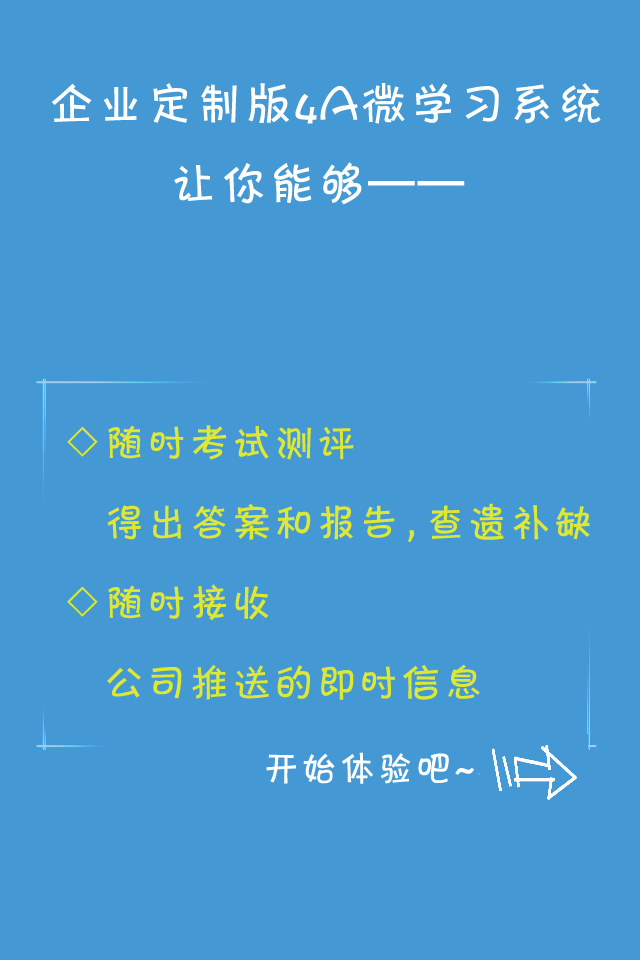 企业定制版4A微学习系统
让你能够——
◇随时考试测评
得出答案和报告,查遗补缺
◇随时接收
公司推送的即时信息
开始体验吧~